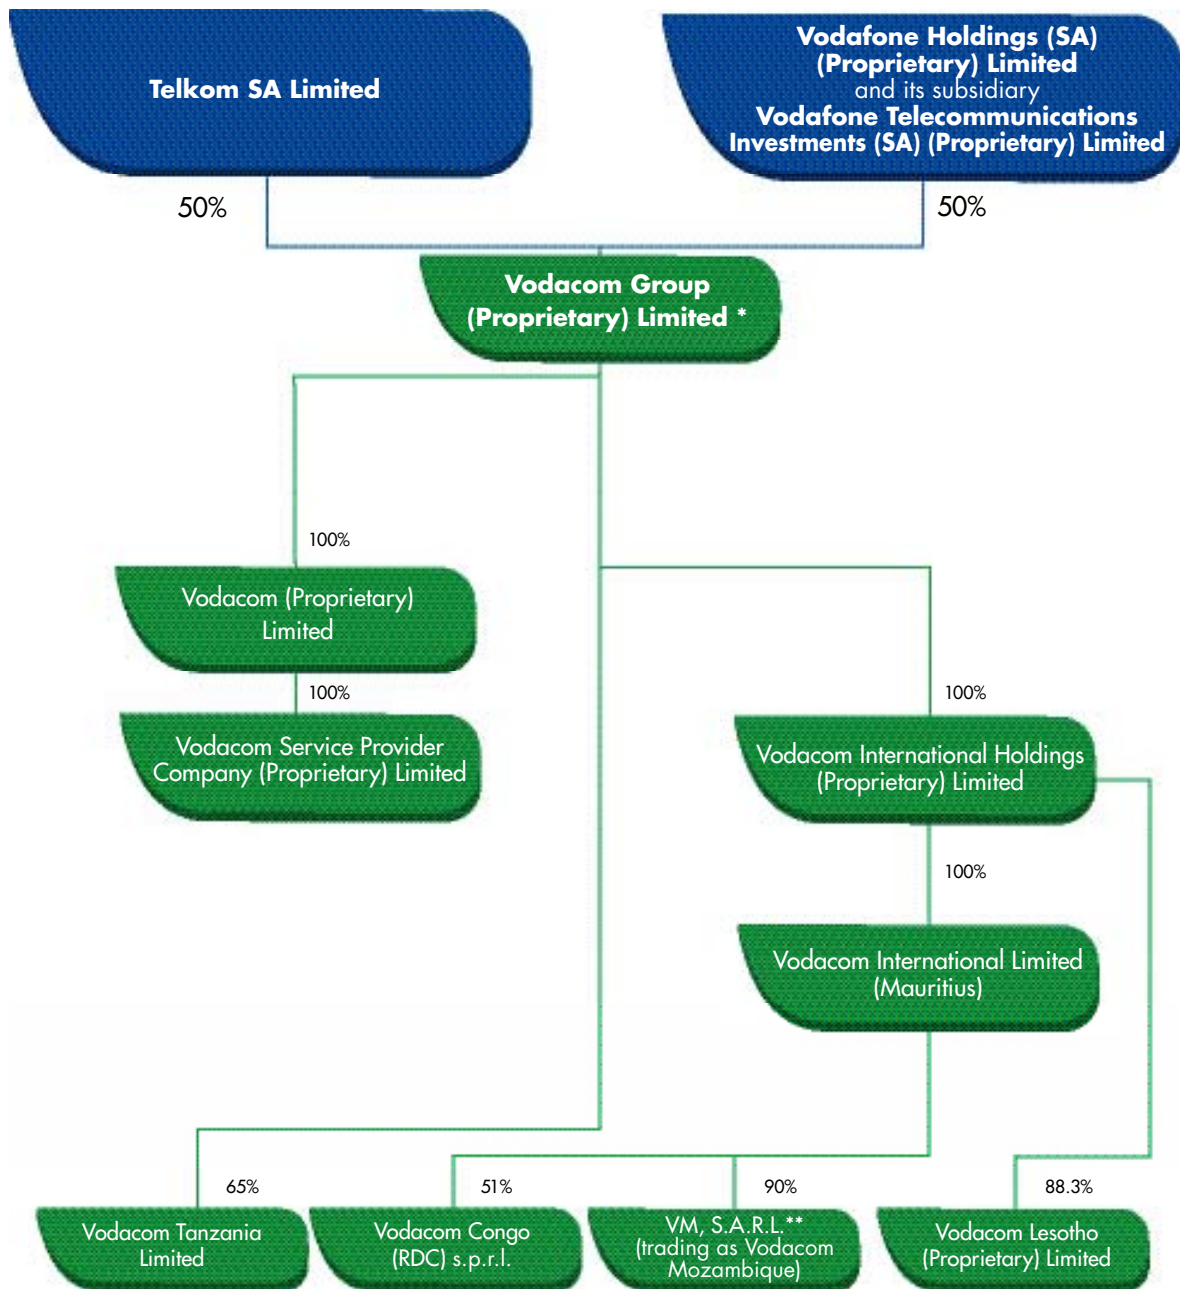 Telkom SA Limited
Vodafone Holdings (SA)
(Proprietary) Limited
and its subsidiary
Vodafone Telecommunications
Investments (SA) (Proprietary) Limited
50%
50%
Vodacom Group
(Proprietary) Limited *
100%
Vodacom (Proprietary)
Limited
100%
Vodacom Service Provider
Company (Proprietary) Limited
100%
Vodacom International Holdings
(Proprietary) Limited
100%
Vodacom International Limited
(Mauritius)
65%
Vodacom Tanzania
Limited
51%
Vodacom Congo
(RDC) s.p.r.l.
90%
VM, S.A.R.L.**
(trading as Vodacom
Mozambique)
88.3%
Vodacom Lesotho
(Proprietary) Limited